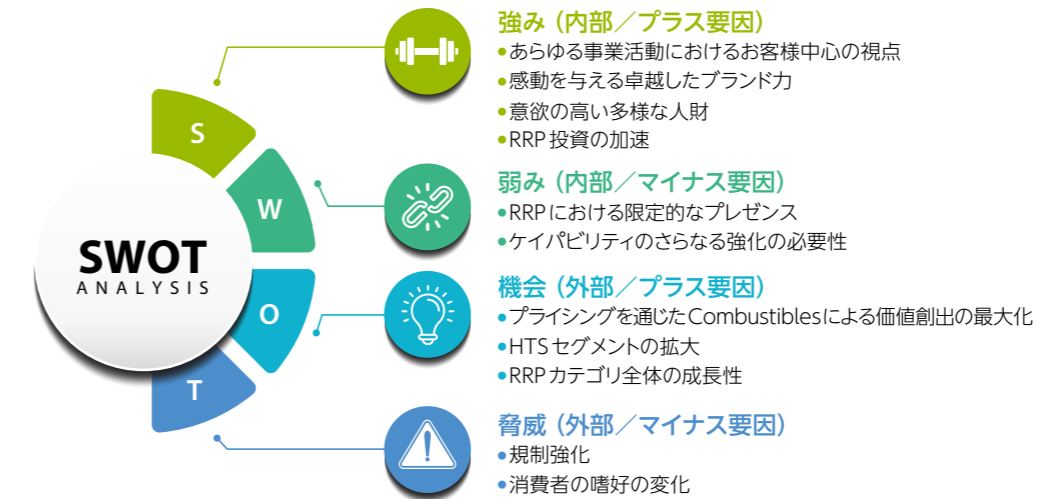 SWOT
ANALYSIS
S
W
O
T
強み（内部／プラス要因）
●あらゆる事業活動におけるお客様中心の視点
●感動を与える卓越したブランド力
●意欲の高い多様な人財
●RRP投資の加速
弱み（内部／マイナス要因）
●RRPにおける限定的なプレゼンス
●ケイパビリティのさらなる強化の必要性
機会（外部／プラス要因）
●プライシングを通じたCombustiblesによる価値創出の最大化
●HTSセグメントの拡大
●RRPカテゴリ全体の成長性
脅威（外部／マイナス要因）
●規制強化
●消費者の嗜好の変化